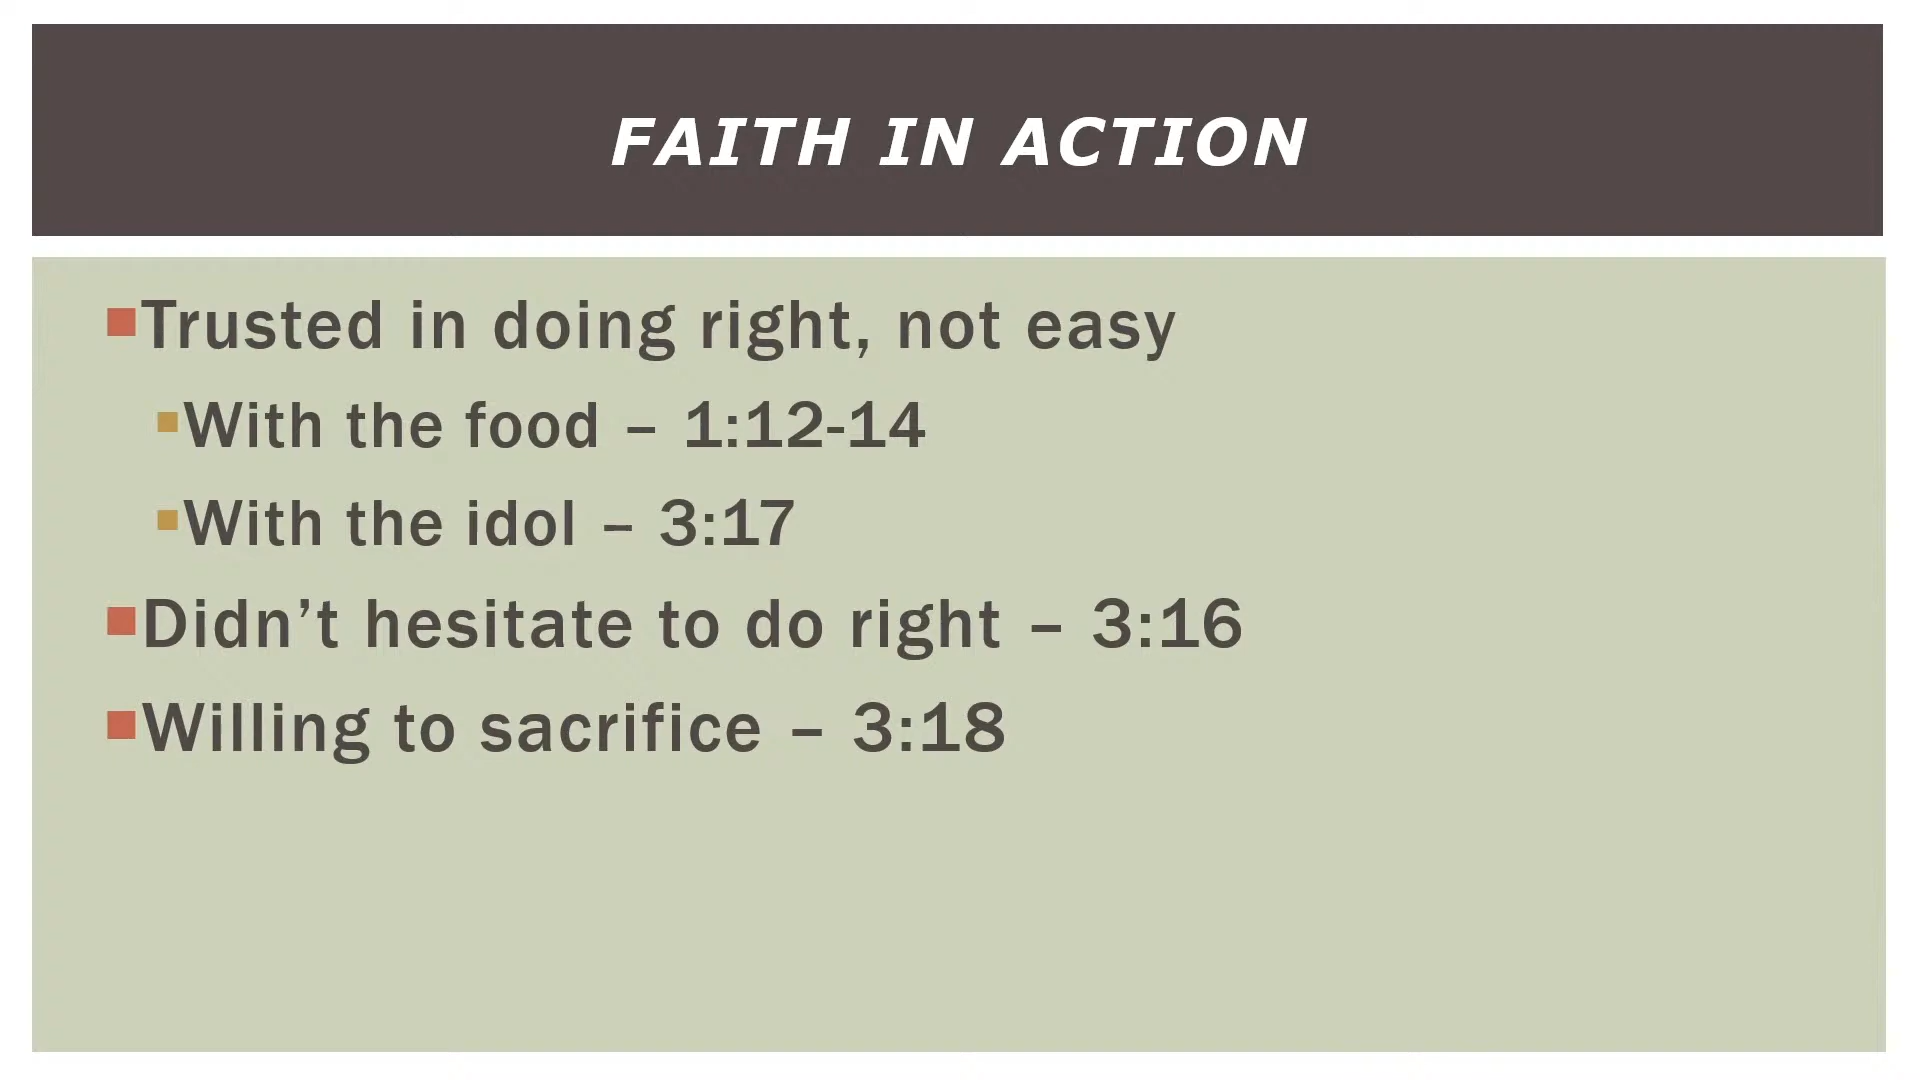 FAITH IN ACTION
Trusted in doing right, not easy
With the food – 1:12-14
With the idol – 3:17
Didn’t hesitate to do right – 3:16
Willing to sacrifice – 3:18